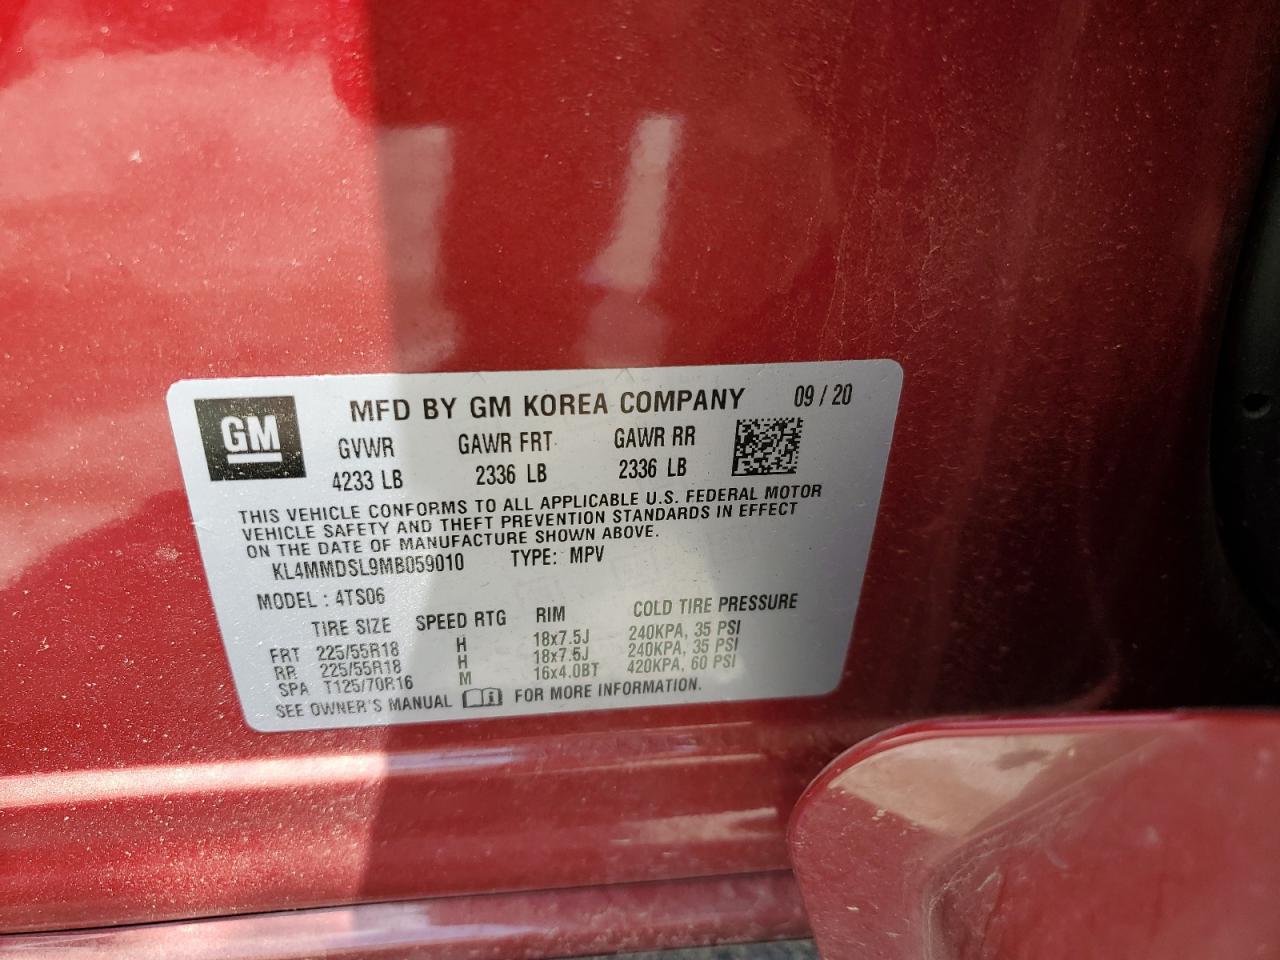 GM
MFD BY GM KOREA COMPANY 09 / 20
GVWR GAWR FRT GAWR RR
4233 LB 2336 LB 2336 LB
THIS VEHICLE CONFORMS TO ALL APPLICABLE U.S. FEDERAL MOTOR
VEHICLE SAFETY AND THEFT PREVENTION STANDARDS IN EFFECT
ON THE DATE OF MANUFACTURE SHOWN ABOVE.
KL4MMDSL9MB059010 TYPE: MPV
MODEL : 4TS06
TIRE SIZE SPEED RTG RIM COLD TIRE PRESSURE
FRT 225/55R18 H 18x7.5J 240KPA, 35 PSI
RR 225/55R18 H 18x7.5J 240KPA, 35 PSI
SPA T125/70R16 M 16x4.0BT 420KPA, 60 PSI
SEE OWNER'S MANUAL FOR MORE INFORMATION.